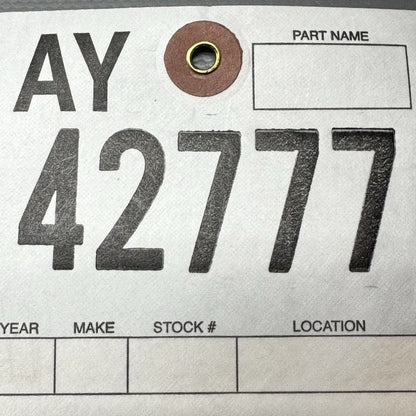 AY
PART NAME
42777
YEAR MAKE STOCK # LOCATION